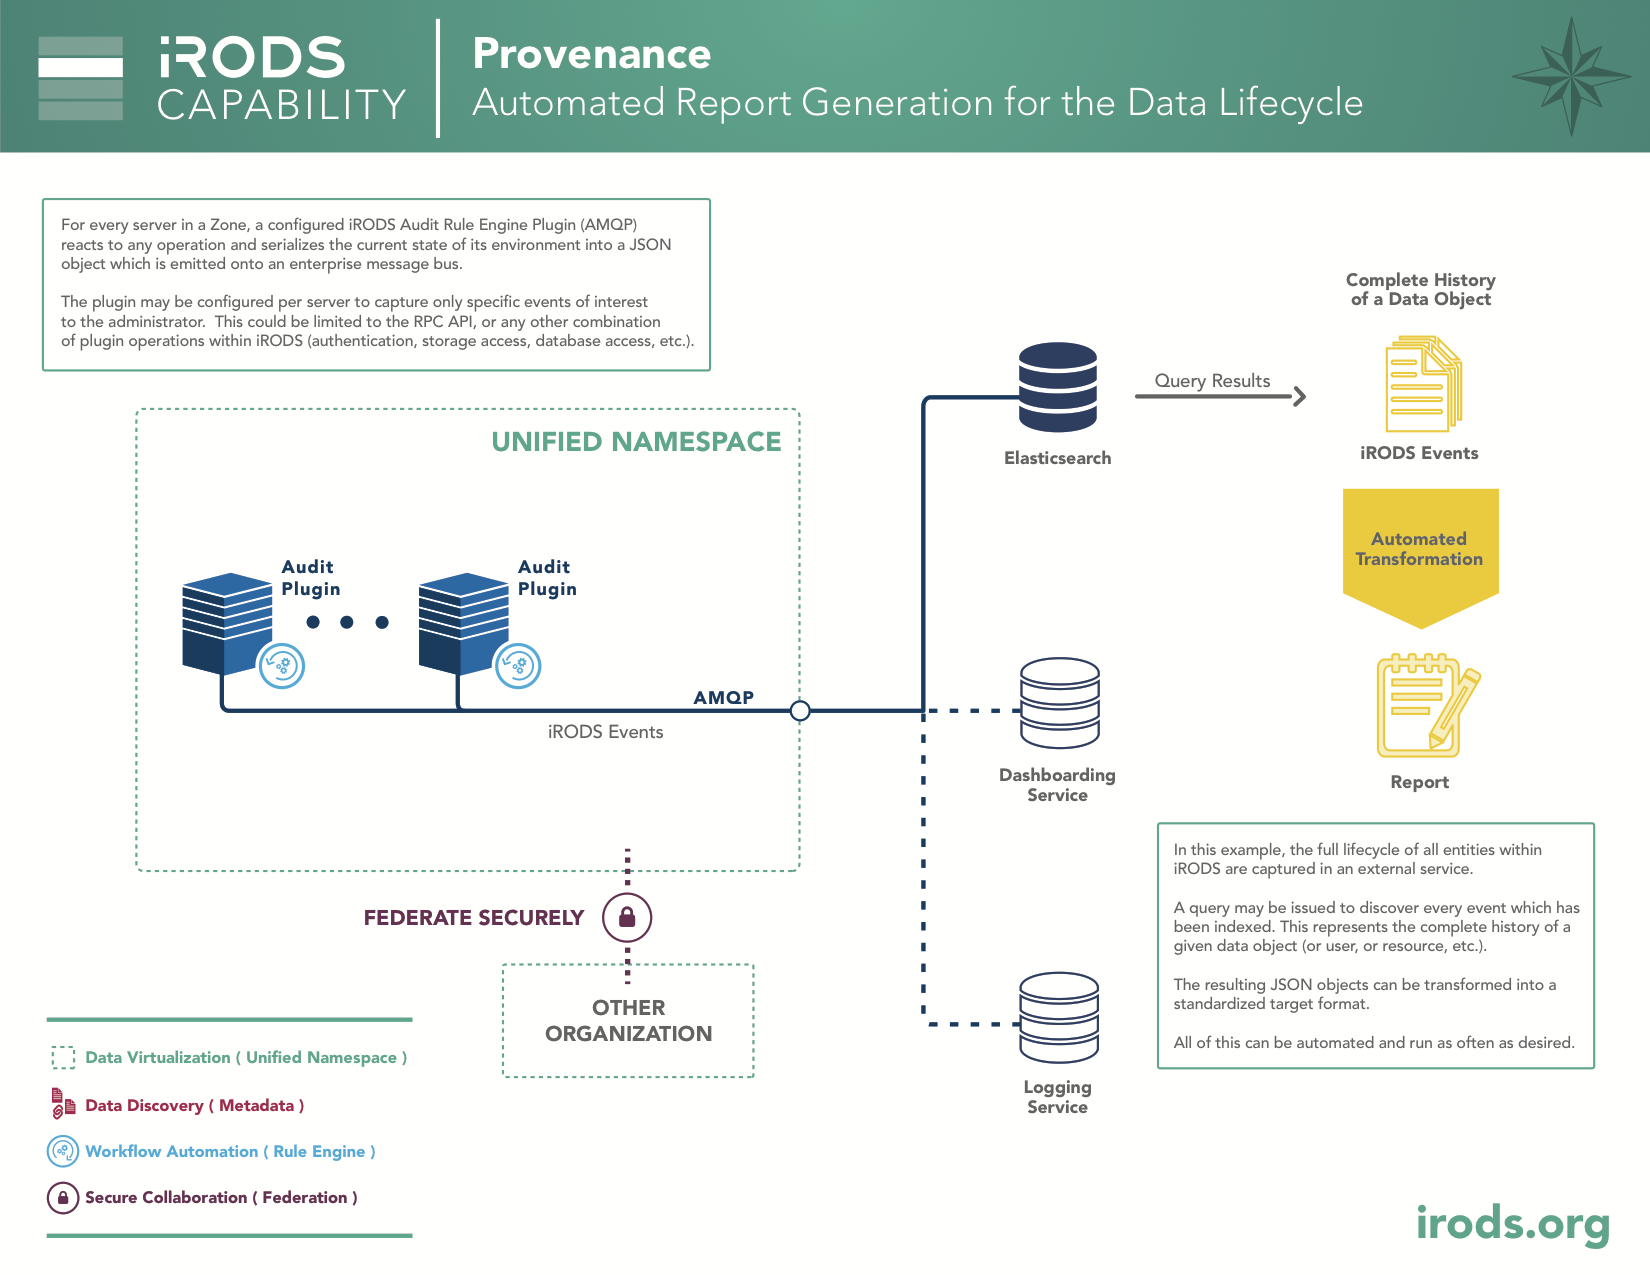 iRODS
CAPABILITY
Provenance
Automated Report Generation for the Data Lifecycle
For every server in a Zone, a configured iRODS Audit Rule Engine Plugin (AMQP)
reacts to any operation and serializes the current state of its environment into a JSON
object which is emitted onto an enterprise message bus.
The plugin may be configured per server to capture only specific events of interest
to the administrator.  This could be limited to the RPC API, or any other combination
of plugin operations within iRODS (authentication, storage access, database access, etc.).
UNIFIED NAMESPACE
Audit
Plugin
Audit
Plugin
AMQP
iRODS Events
FEDERATE SECURELY
OTHER
ORGANIZATION
Elasticsearch
Query Results
Dashboarding
Service
Logging
Service
Complete History
of a Data Object
iRODS Events
Automated
Transformation
Report
In this example, the full lifecycle of all entities within
iRODS are captured in an external service.
A query may be issued to discover every event which has
been indexed. This represents the complete history of a
given data object (or user, or resource, etc.).
The resulting JSON objects can be transformed into a
standardized target format.
All of this can be automated and run as often as desired.
Data Virtualization ( Unified Namespace )
Data Discovery ( Metadata )
Workflow Automation ( Rule Engine )
Secure Collaboration ( Federation )
irods.org